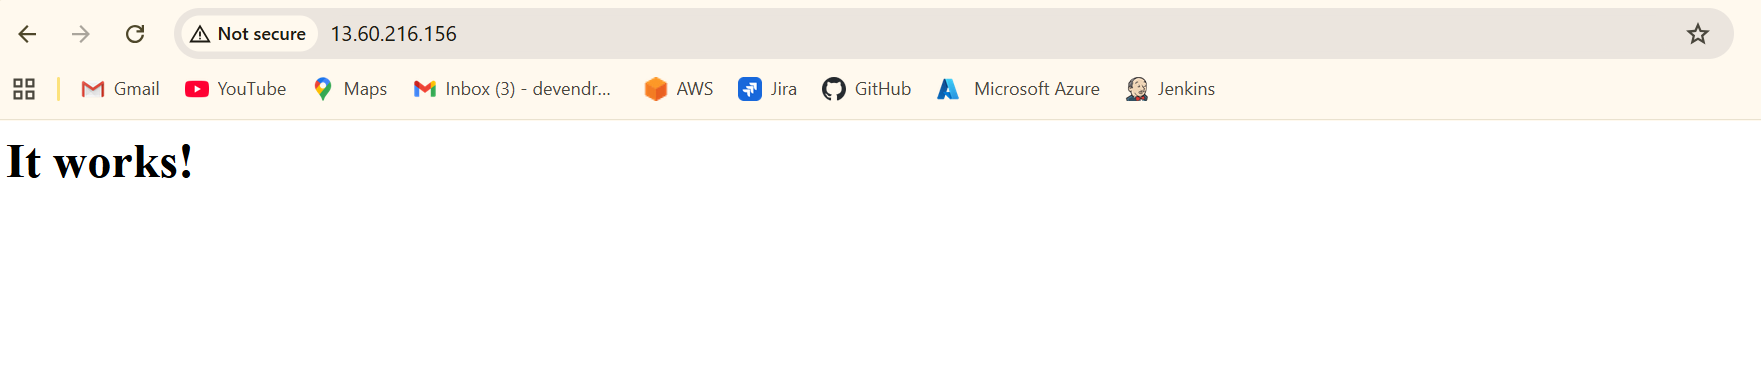 Not secure 13.60.216.156
Gmail YouTube Maps Inbox (3) - devendr... AWS Jira GitHub Microsoft Azure Jenkins
It works!